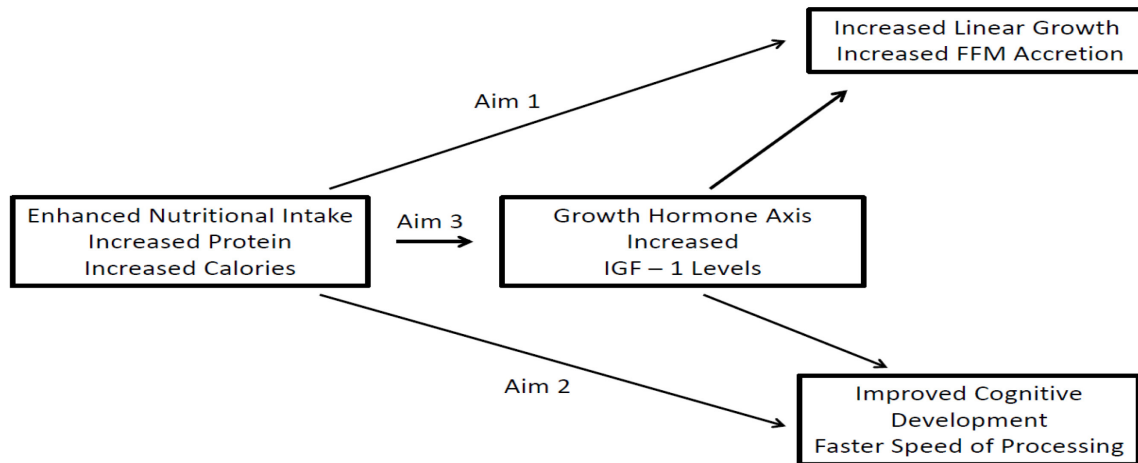 Increased Linear Growth
Increased FFM Accretion
Aim 1
Enhanced Nutritional Intake
Increased Protein
Increased Calories
Aim 3
Growth Hormone Axis
Increased
IGF – 1 Levels
Aim 2
Improved Cognitive
Development
Faster Speed of Processing